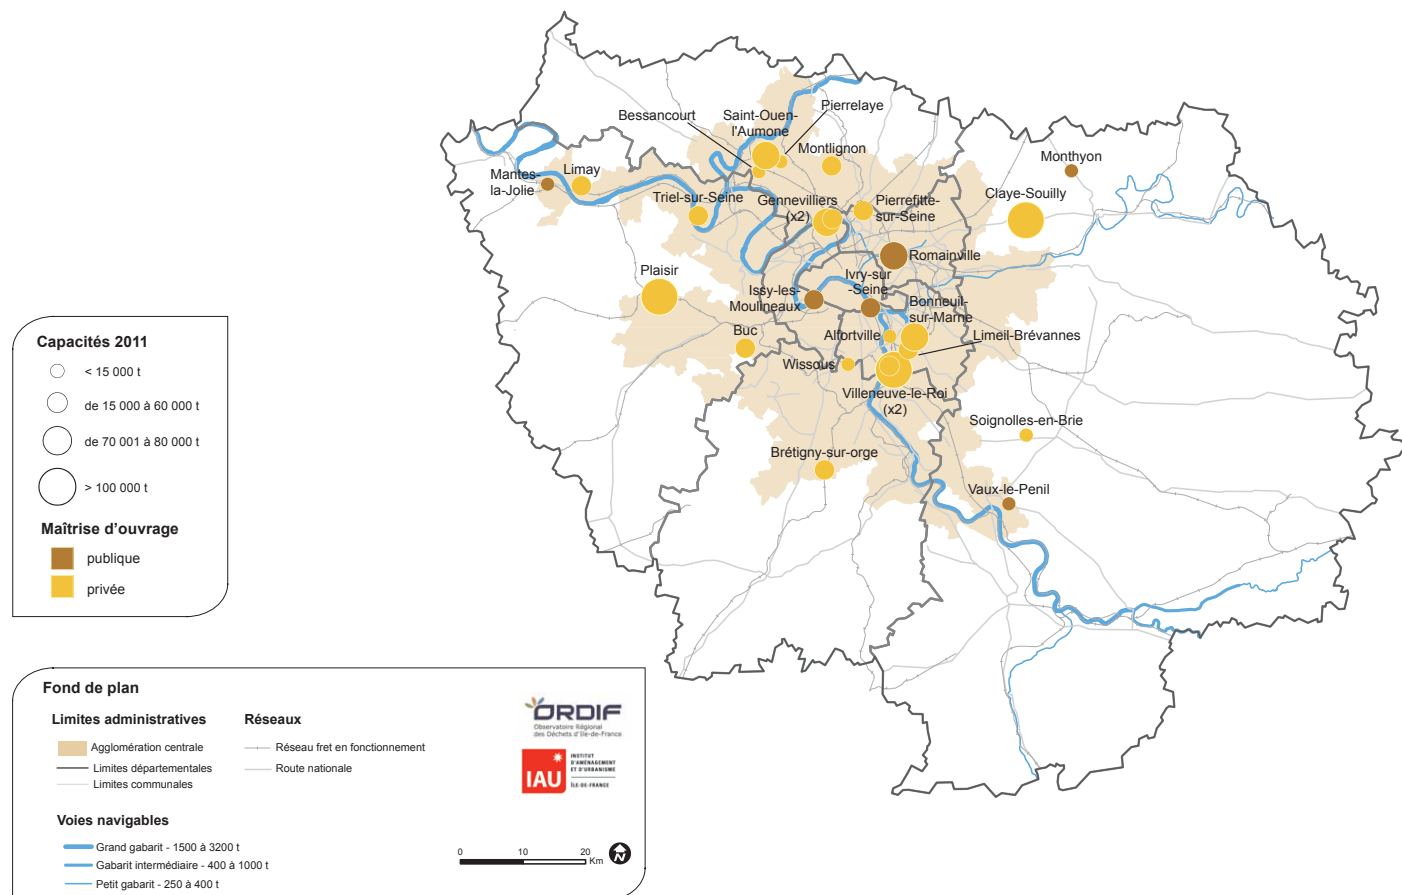 Bessancourt
Saint-Ouen-
l'Aumone
Pierrelaye
Montlignon
Monthyon
Mantes-
la-Jolie
Limay
Triel-sur-Seine
Gennevilliers
(x2)
Pierrefitte-
sur-Seine
Claye-Souilly
Romainville
Plaisir
Issy-les-
Moulineaux
Ivry-sur
-Seine
Bonneuil-
sur-Marne
Buc
Alfortville
Limeil-Brévannes
Wissous
Villeneuve-le-Roi
(x2)
Soignolles-en-Brie
Brétigny-sur-orge
Vaux-le-Penil
Capacités 2011
< 15 000 t
de 15 000 à 60 000 t
de 70 001 à 80 000 t
> 100 000 t
Maîtrise d'ouvrage
publique
privée
Fond de plan
Limites administratives
Agglomération centrale
Limites départementales
Limites communales
Réseaux
Réseau fret en fonctionnement
Route nationale
Voies navigables
Grand gabarit - 1500 à 3200 t
Gabarit intermédiaire - 400 à 1000 t
Petit gabarit - 250 à 400 t
ORDIF
Observatoire Régional
des Déchets d'Ile-de-France
IAU
INSTITUT
D'AMÉNAGEMENT
ET D'URBANISME
ÎLE-DE-FRANCE
0 10 20
Km
N